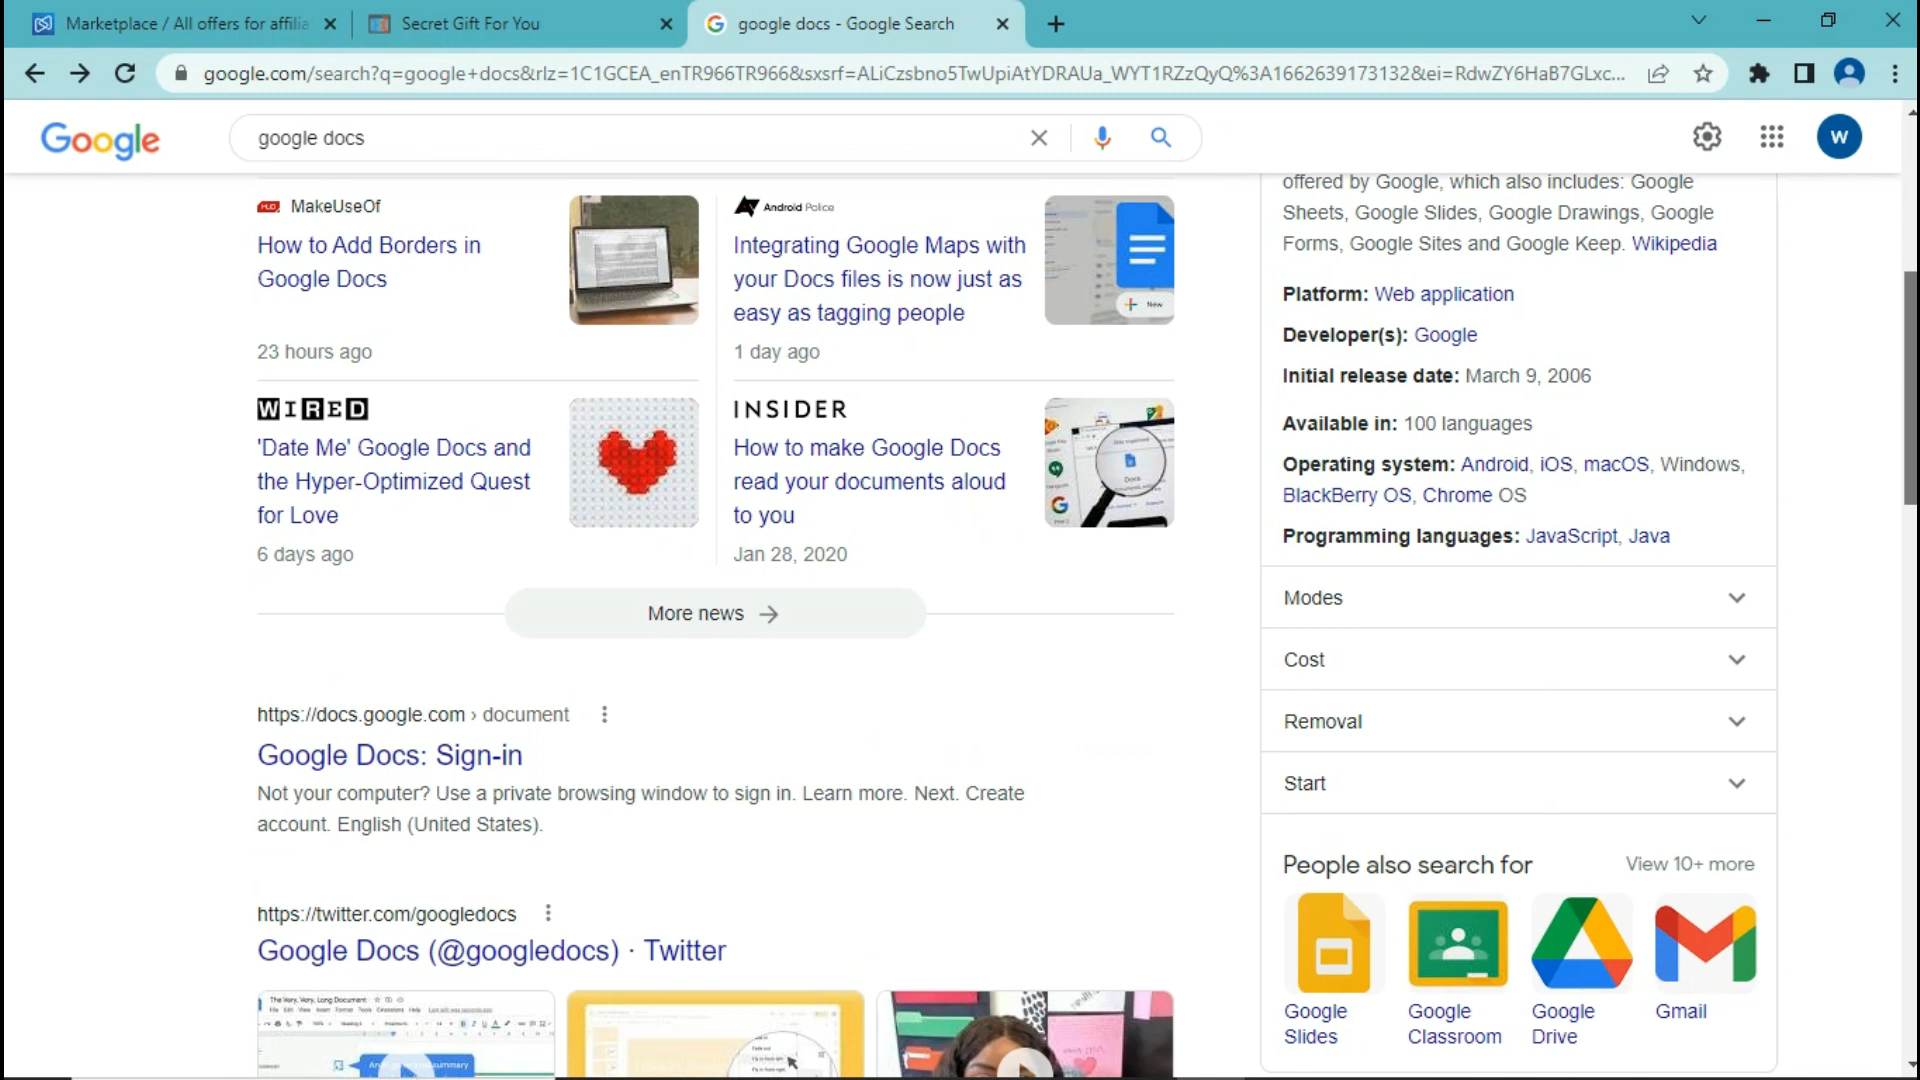 Marketplace / All offers for affilia
Secret Gift For You
google docs - Google Search
google.com/search?q=google+docs&rlz=1C1GCEA_enTR966TR966&sxsrf=ALiCzsbno5TwUpiAtYDRAUa_WYT1RZzQyQ%3A1662639173132&ei=RdwZY6HaB7GLxc...
Google
google docs
W
MakeUseOf
How to Add Borders in
Google Docs
23 hours ago
Android Police
Integrating Google Maps with
your Docs files is now just as
easy as tagging people
1 day ago
New
WIRED
'Date Me' Google Docs and
the Hyper-Optimized Quest
for Love
6 days ago
INSIDER
How to make Google Docs
read your documents aloud
to you
Jan 28, 2020
Docs
More news
https://docs.google.com › document
Google Docs: Sign-in
Not your computer? Use a private browsing window to sign in. Learn more. Next. Create
account. English (United States).
https://twitter.com/googledocs
Google Docs (@googledocs) · Twitter
The Very, Very, Long Document
offered by Google, which also includes: Google
Sheets, Google Slides, Google Drawings, Google
Forms, Google Sites and Google Keep. Wikipedia
Platform: Web application
Developer(s): Google
Initial release date: March 9, 2006
Available in: 100 languages
Operating system: Android, iOS, macOS, Windows,
BlackBerry OS, Chrome OS
Programming languages: JavaScript, Java
Modes
Cost
Removal
Start
People also search for
View 10+ more
Google
Slides
Google
Classroom
Google
Drive
Gmail